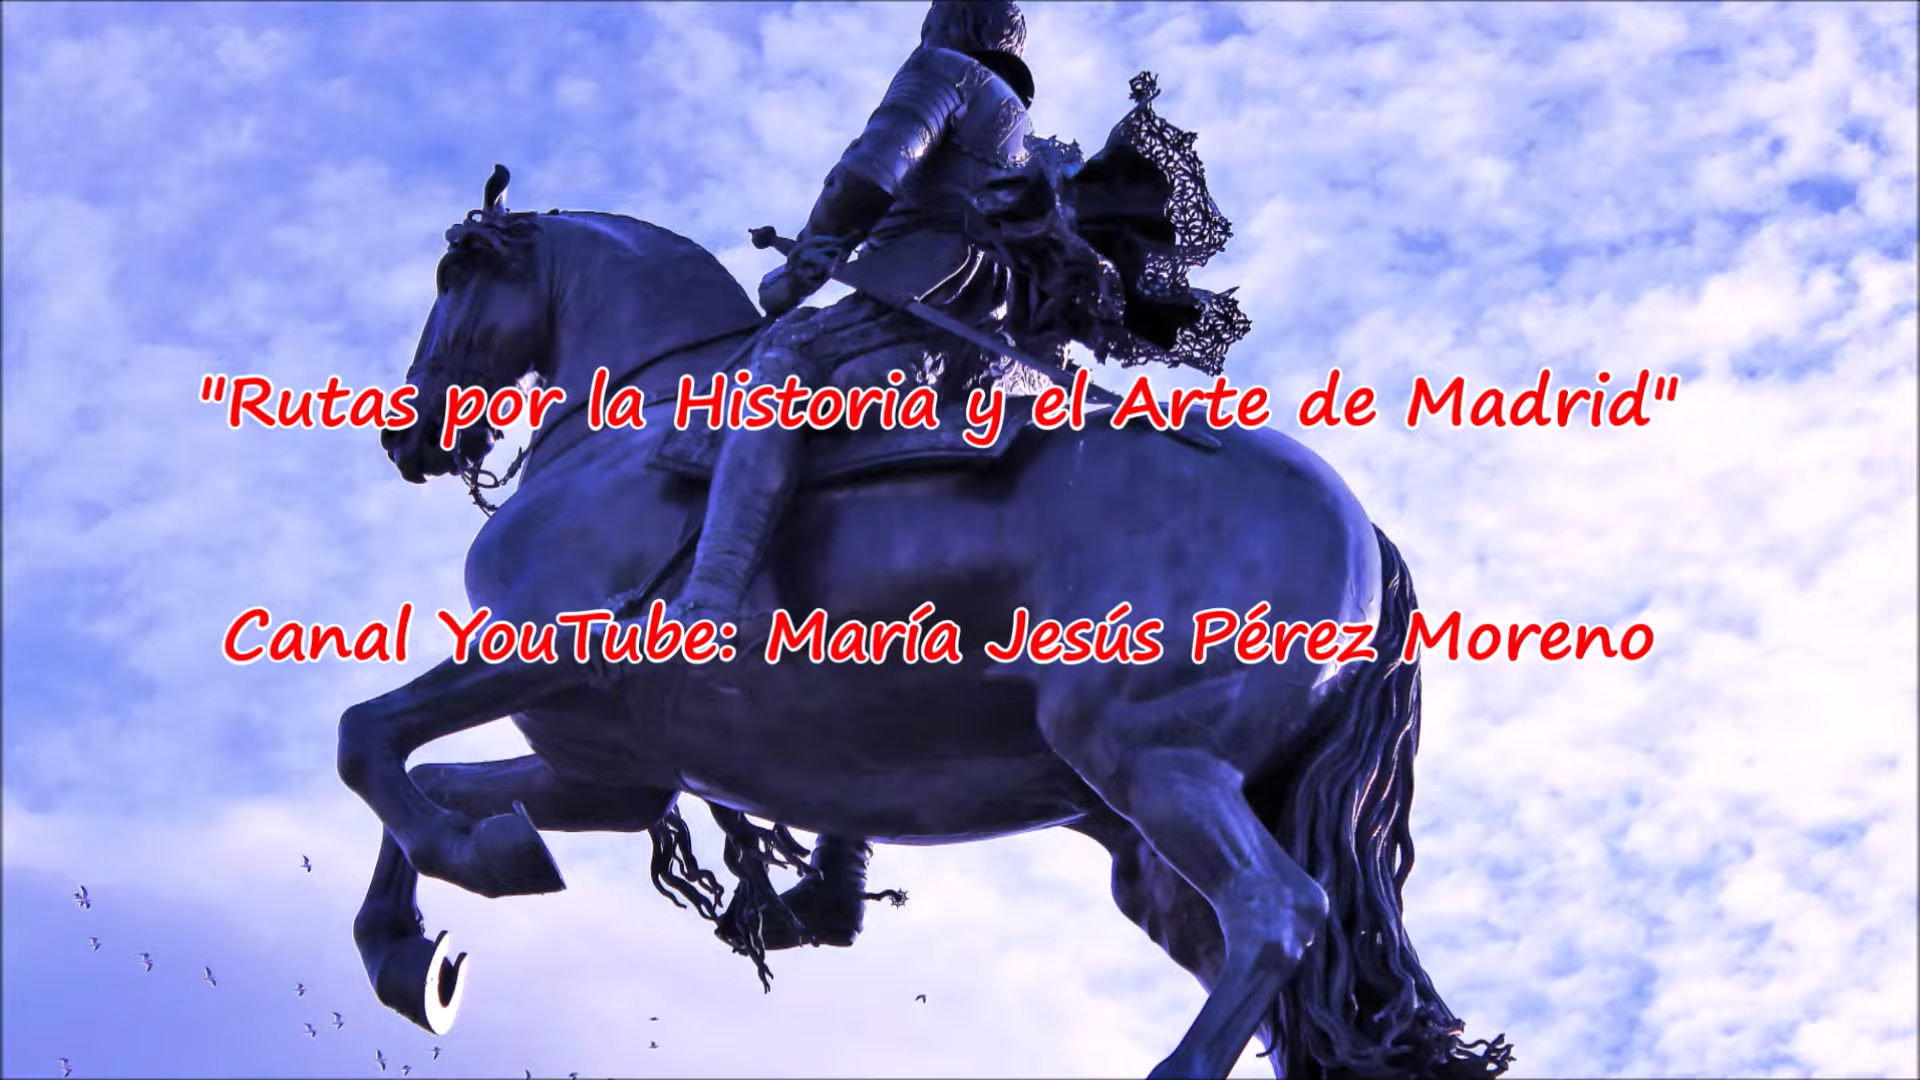 "Rutas por la Historia y el Arte de Madrid"
Canal YouTube: María Jesús Pérez Moreno